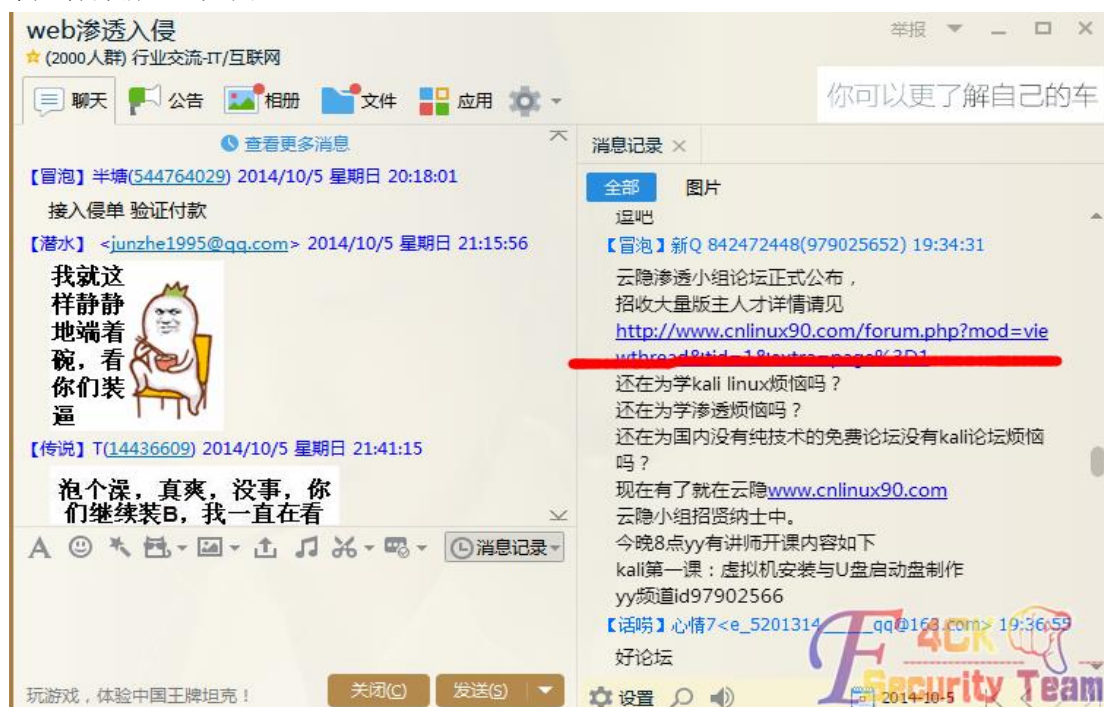 web渗透入侵
(2000人群) 行业交流-IT/互联网
举报
聊天 公告 相册 文件 应用
你可以更了解自己的车
查看更多消息
【冒泡】半塘(544764029) 2014/10/5 星期日 20:18:01
接入侵单 验证付款
【潜水】 <junzhe1995@qq.com> 2014/10/5 星期日 21:15:56
我就这
样静静
地端着
碗，看
你们装
逼
【传说】T(14436609) 2014/10/5 星期日 21:41:15
泡个澡，真爽，没事，你
们继续装B，我一直在看
消息记录
玩游戏，体验中国王牌坦克！
关闭(C) 发送(S)
消息记录
全部 图片
逗吧
【冒泡】新Q 842472448(979025652) 19:34:31
云隐渗透小组论坛正式公布，
招收大量版主人才详情请见
http://www.cnlinux90.com/forum.php?mod=vie
wthread&tid=1&extra=page%3D1
还在为学kali linux烦恼吗？
还在为学渗透烦恼吗？
还在为国内没有纯技术的免费论坛没有kali论坛烦恼
吗？
现在有了就在云隐www.cnlinux90.com
云隐小组招贤纳士中。
今晚8点yy有讲师开课内容如下
kali第一课：虚拟机安装与U盘启动盘制作
yy频道id97902566
【话唠】心情7<e_5201314_____qq@163.com> 19:36:59
好论坛
设置
2014-10-5
F4CK
Security Team